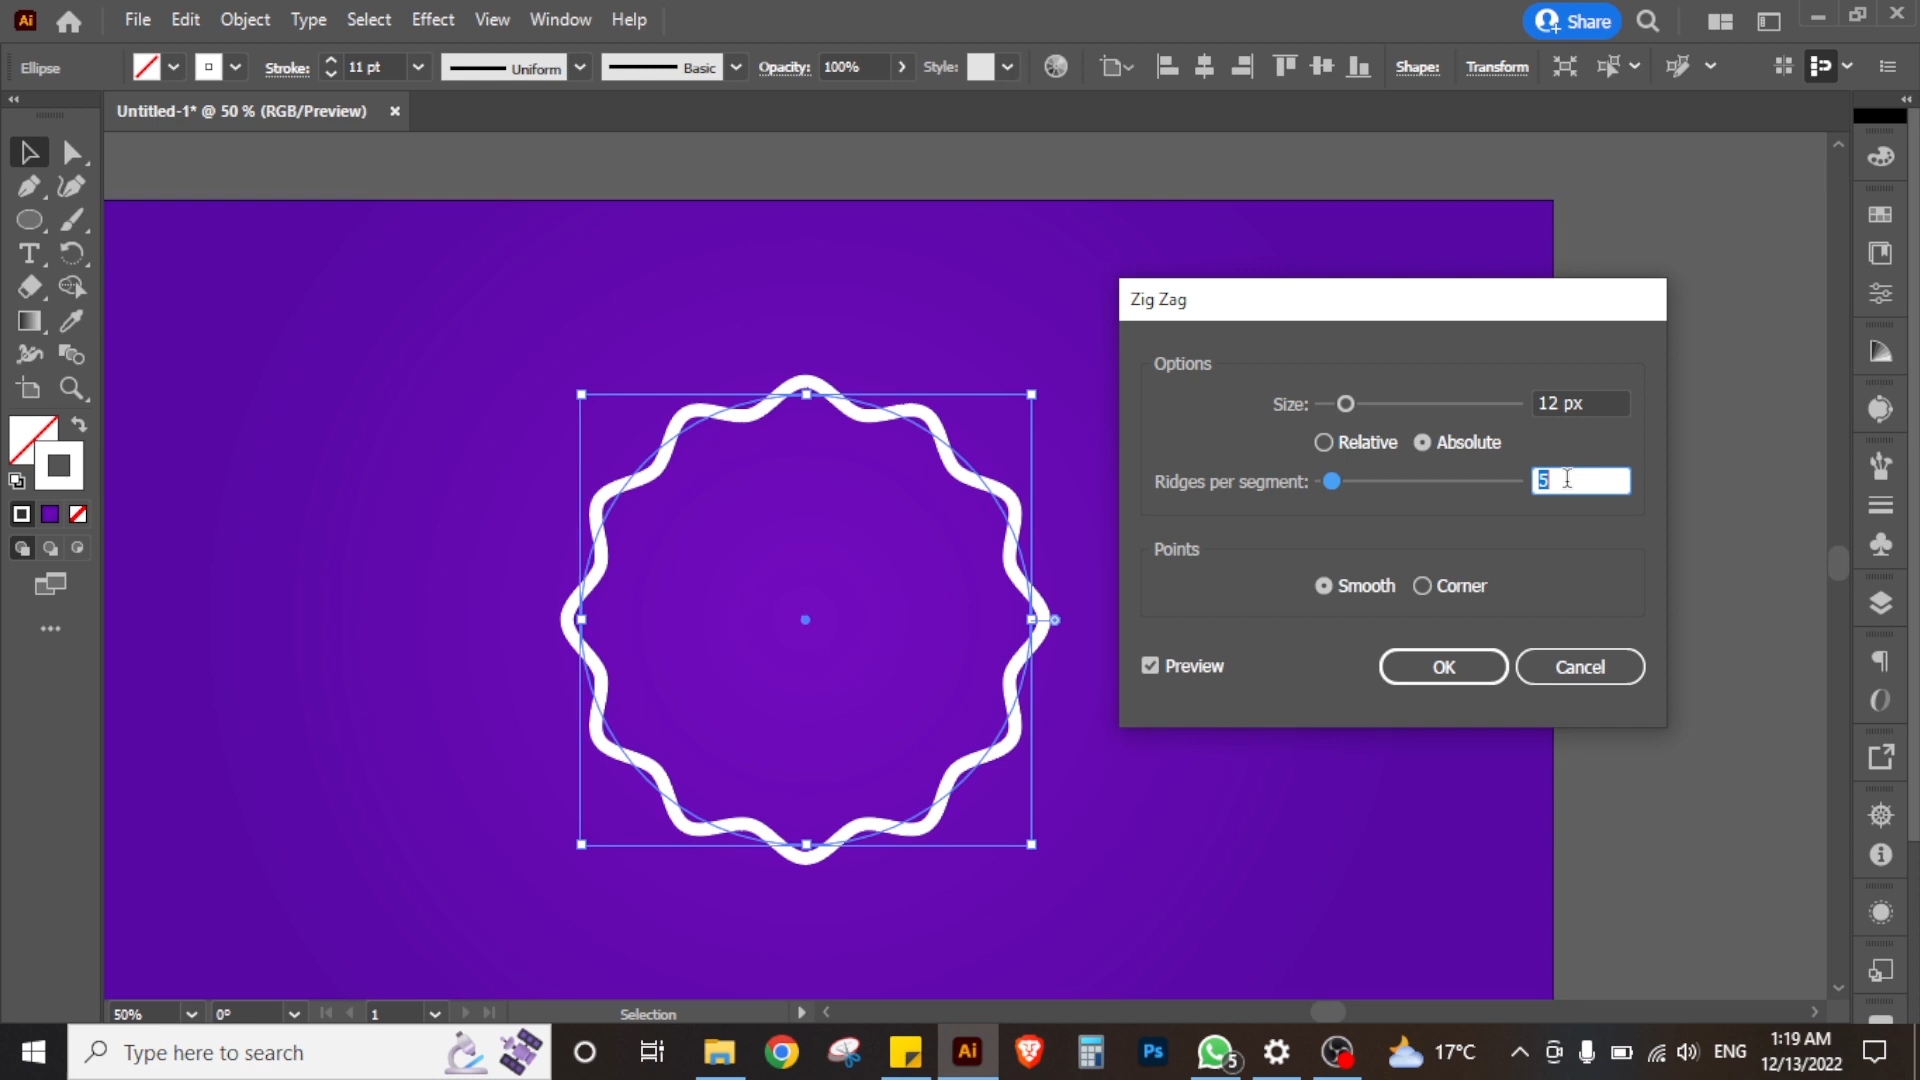 Ai File Edit Object Type Select Effect View Window Help Share
Ellipse Stroke: 11 pt Uniform Basic Opacity: 100% Style: Shape: Transform
Untitled-1* @ 50 % (RGB/Preview) ×
Zig Zag
Options
Size: 12 px
Relative Absolute
Ridges per segment: 5
Points
Smooth Corner
Preview OK Cancel
50% 0° 1 Selection
Type here to search Ai Ps 5 17°C ENG 1:19 AM
12/13/2022